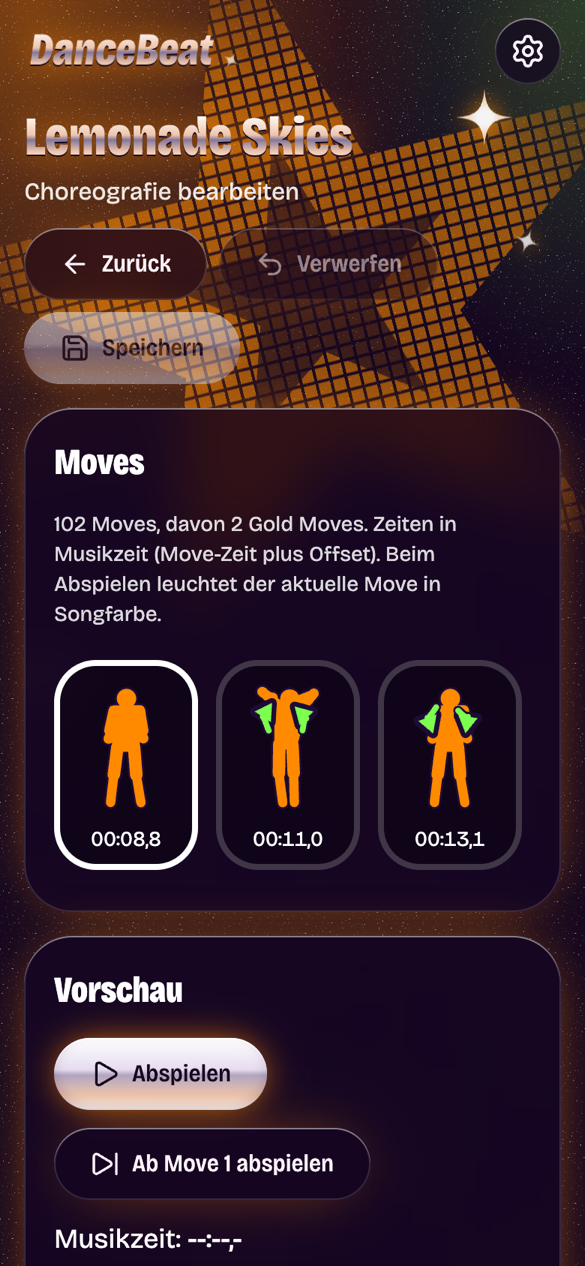 DanceBeat
Lemonade Skies
Choreografie bearbeiten
Zurück
Verwerfen
Speichern
Moves
102 Moves, davon 2 Gold Moves. Zeiten in
Musikzeit (Move-Zeit plus Offset). Beim
Abspielen leuchtet der aktuelle Move in
Songfarbe.
00:08,8
00:11,0
00:13,1
Vorschau
Abspielen
Ab Move 1 abspielen
Musikzeit: --:--,-